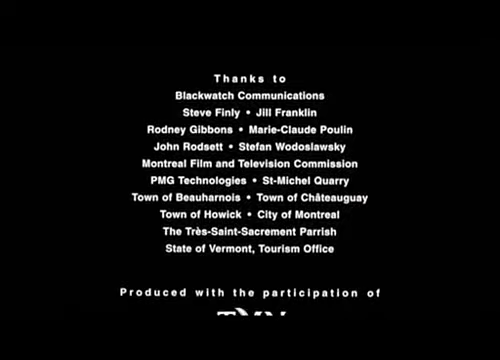 Thanks to
Blackwatch Communications
Steve Finly • Jill Franklin
Rodney Gibbons • Marie-Claude Poulin
John Rodsett • Stefan Wodoslawsky
Montreal Film and Television Commission
PMG Technologies • St-Michel Quarry
Town of Beauharnois • Town of Châteauguay
Town of Howick • City of Montreal
The Très-Saint-Sacrement Parrish
State of Vermont, Tourism Office
Produced with the participation of